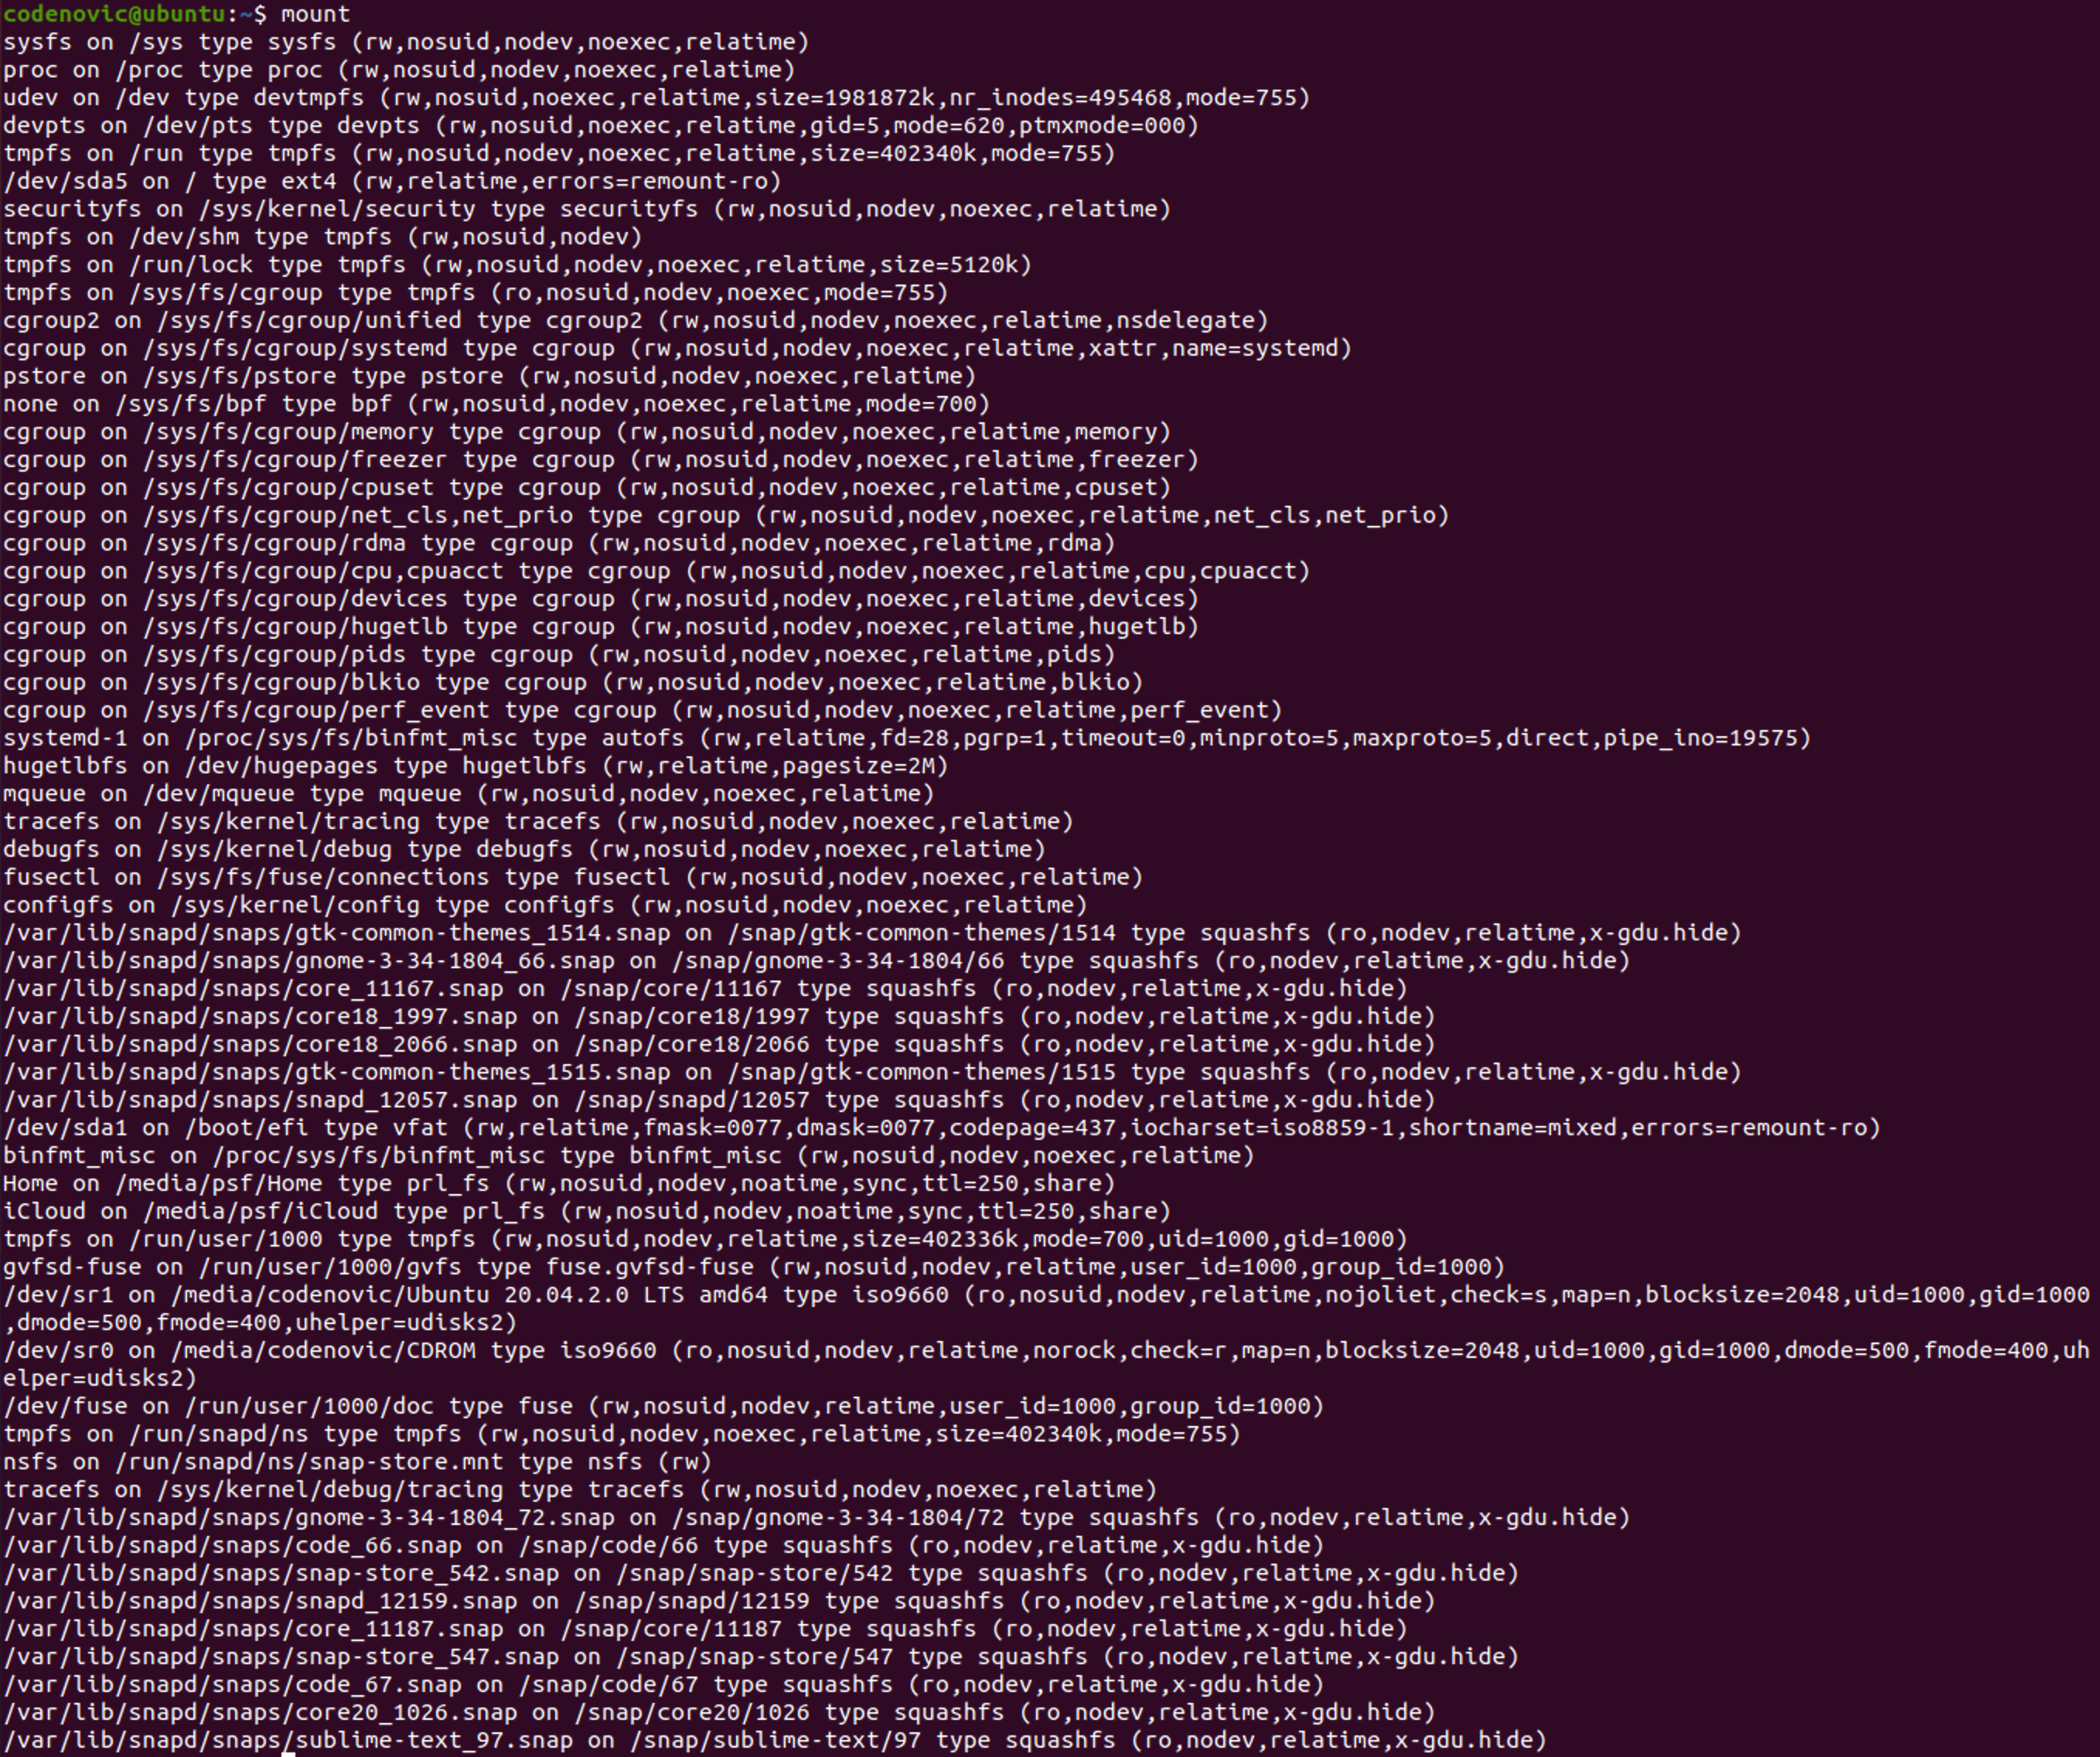 codenovic@ubuntu:~$ mount
sysfs on /sys type sysfs (rw,nosuid,nodev,noexec,relatime)
proc on /proc type proc (rw,nosuid,nodev,noexec,relatime)
udev on /dev type devtmpfs (rw,nosuid,noexec,relatime,size=1981872k,nr_inodes=495468,mode=755)
devpts on /dev/pts type devpts (rw,nosuid,noexec,relatime,gid=5,mode=620,ptmxmode=000)
tmpfs on /run type tmpfs (rw,nosuid,nodev,noexec,relatime,size=402340k,mode=755)
/dev/sda5 on / type ext4 (rw,relatime,errors=remount-ro)
securityfs on /sys/kernel/security type securityfs (rw,nosuid,nodev,noexec,relatime)
tmpfs on /dev/shm type tmpfs (rw,nosuid,nodev)
tmpfs on /run/lock type tmpfs (rw,nosuid,nodev,noexec,relatime,size=5120k)
tmpfs on /sys/fs/cgroup type tmpfs (ro,nosuid,nodev,noexec,mode=755)
cgroup2 on /sys/fs/cgroup/unified type cgroup2 (rw,nosuid,nodev,noexec,relatime,nsdelegate)
cgroup on /sys/fs/cgroup/systemd type cgroup (rw,nosuid,nodev,noexec,relatime,xattr,name=systemd)
pstore on /sys/fs/pstore type pstore (rw,nosuid,nodev,noexec,relatime)
none on /sys/fs/bpf type bpf (rw,nosuid,nodev,noexec,relatime,mode=700)
cgroup on /sys/fs/cgroup/memory type cgroup (rw,nosuid,nodev,noexec,relatime,memory)
cgroup on /sys/fs/cgroup/freezer type cgroup (rw,nosuid,nodev,noexec,relatime,freezer)
cgroup on /sys/fs/cgroup/cpuset type cgroup (rw,nosuid,nodev,noexec,relatime,cpuset)
cgroup on /sys/fs/cgroup/net_cls,net_prio type cgroup (rw,nosuid,nodev,noexec,relatime,net_cls,net_prio)
cgroup on /sys/fs/cgroup/rdma type cgroup (rw,nosuid,nodev,noexec,relatime,rdma)
cgroup on /sys/fs/cgroup/cpu,cpuacct type cgroup (rw,nosuid,nodev,noexec,relatime,cpu,cpuacct)
cgroup on /sys/fs/cgroup/devices type cgroup (rw,nosuid,nodev,noexec,relatime,devices)
cgroup on /sys/fs/cgroup/hugetlb type cgroup (rw,nosuid,nodev,noexec,relatime,hugetlb)
cgroup on /sys/fs/cgroup/pids type cgroup (rw,nosuid,nodev,noexec,relatime,pids)
cgroup on /sys/fs/cgroup/blkio type cgroup (rw,nosuid,nodev,noexec,relatime,blkio)
cgroup on /sys/fs/cgroup/perf_event type cgroup (rw,nosuid,nodev,noexec,relatime,perf_event)
systemd-1 on /proc/sys/fs/binfmt_misc type autofs (rw,relatime,fd=28,pgrp=1,timeout=0,minproto=5,maxproto=5,direct,pipe_ino=19575)
hugetlbfs on /dev/hugepages type hugetlbfs (rw,relatime,pagesize=2M)
mqueue on /dev/mqueue type mqueue (rw,nosuid,nodev,noexec,relatime)
tracefs on /sys/kernel/tracing type tracefs (rw,nosuid,nodev,noexec,relatime)
debugfs on /sys/kernel/debug type debugfs (rw,nosuid,nodev,noexec,relatime)
fusectl on /sys/fs/fuse/connections type fusectl (rw,nosuid,nodev,noexec,relatime)
configfs on /sys/kernel/config type configfs (rw,nosuid,nodev,noexec,relatime)
/var/lib/snapd/snaps/gtk-common-themes_1514.snap on /snap/gtk-common-themes/1514 type squashfs (ro,nodev,relatime,x-gdu.hide)
/var/lib/snapd/snaps/gnome-3-34-1804_66.snap on /snap/gnome-3-34-1804/66 type squashfs (ro,nodev,relatime,x-gdu.hide)
/var/lib/snapd/snaps/core_11167.snap on /snap/core/11167 type squashfs (ro,nodev,relatime,x-gdu.hide)
/var/lib/snapd/snaps/core18_1997.snap on /snap/core18/1997 type squashfs (ro,nodev,relatime,x-gdu.hide)
/var/lib/snapd/snaps/core18_2066.snap on /snap/core18/2066 type squashfs (ro,nodev,relatime,x-gdu.hide)
/var/lib/snapd/snaps/gtk-common-themes_1515.snap on /snap/gtk-common-themes/1515 type squashfs (ro,nodev,relatime,x-gdu.hide)
/var/lib/snapd/snaps/snapd_12057.snap on /snap/snapd/12057 type squashfs (ro,nodev,relatime,x-gdu.hide)
/dev/sda1 on /boot/efi type vfat (rw,relatime,fmask=0077,dmask=0077,codepage=437,iocharset=iso8859-1,shortname=mixed,errors=remount-ro)
binfmt_misc on /proc/sys/fs/binfmt_misc type binfmt_misc (rw,nosuid,nodev,noexec,relatime)
Home on /media/psf/Home type prl_fs (rw,nosuid,nodev,noatime,sync,ttl=250,share)
iCloud on /media/psf/iCloud type prl_fs (rw,nosuid,nodev,noatime,sync,ttl=250,share)
tmpfs on /run/user/1000 type tmpfs (rw,nosuid,nodev,relatime,size=402336k,mode=700,uid=1000,gid=1000)
gvfsd-fuse on /run/user/1000/gvfs type fuse.gvfsd-fuse (rw,nosuid,nodev,relatime,user_id=1000,group_id=1000)
/dev/sr1 on /media/codenovic/Ubuntu 20.04.2.0 LTS amd64 type iso9660 (ro,nosuid,nodev,relatime,nojoliet,check=s,map=n,blocksize=2048,uid=1000,gid=1000
,dmode=500,fmode=400,uhelper=udisks2)
/dev/sr0 on /media/codenovic/CDROM type iso9660 (ro,nosuid,nodev,relatime,norock,check=r,map=n,blocksize=2048,uid=1000,gid=1000,dmode=500,fmode=400,uh
elper=udisks2)
/dev/fuse on /run/user/1000/doc type fuse (rw,nosuid,nodev,relatime,user_id=1000,group_id=1000)
tmpfs on /run/snapd/ns type tmpfs (rw,nosuid,nodev,noexec,relatime,size=402340k,mode=755)
nsfs on /run/snapd/ns/snap-store.mnt type nsfs (rw)
tracefs on /sys/kernel/debug/tracing type tracefs (rw,nosuid,nodev,noexec,relatime)
/var/lib/snapd/snaps/gnome-3-34-1804_72.snap on /snap/gnome-3-34-1804/72 type squashfs (ro,nodev,relatime,x-gdu.hide)
/var/lib/snapd/snaps/code_66.snap on /snap/code/66 type squashfs (ro,nodev,relatime,x-gdu.hide)
/var/lib/snapd/snaps/snap-store_542.snap on /snap/snap-store/542 type squashfs (ro,nodev,relatime,x-gdu.hide)
/var/lib/snapd/snaps/snapd_12159.snap on /snap/snapd/12159 type squashfs (ro,nodev,relatime,x-gdu.hide)
/var/lib/snapd/snaps/core_11187.snap on /snap/core/11187 type squashfs (ro,nodev,relatime,x-gdu.hide)
/var/lib/snapd/snaps/snap-store_547.snap on /snap/snap-store/547 type squashfs (ro,nodev,relatime,x-gdu.hide)
/var/lib/snapd/snaps/code_67.snap on /snap/code/67 type squashfs (ro,nodev,relatime,x-gdu.hide)
/var/lib/snapd/snaps/core20_1026.snap on /snap/core20/1026 type squashfs (ro,nodev,relatime,x-gdu.hide)
/var/lib/snapd/snaps/sublime-text_97.snap on /snap/sublime-text/97 type squashfs (ro,nodev,relatime,x-gdu.hide)